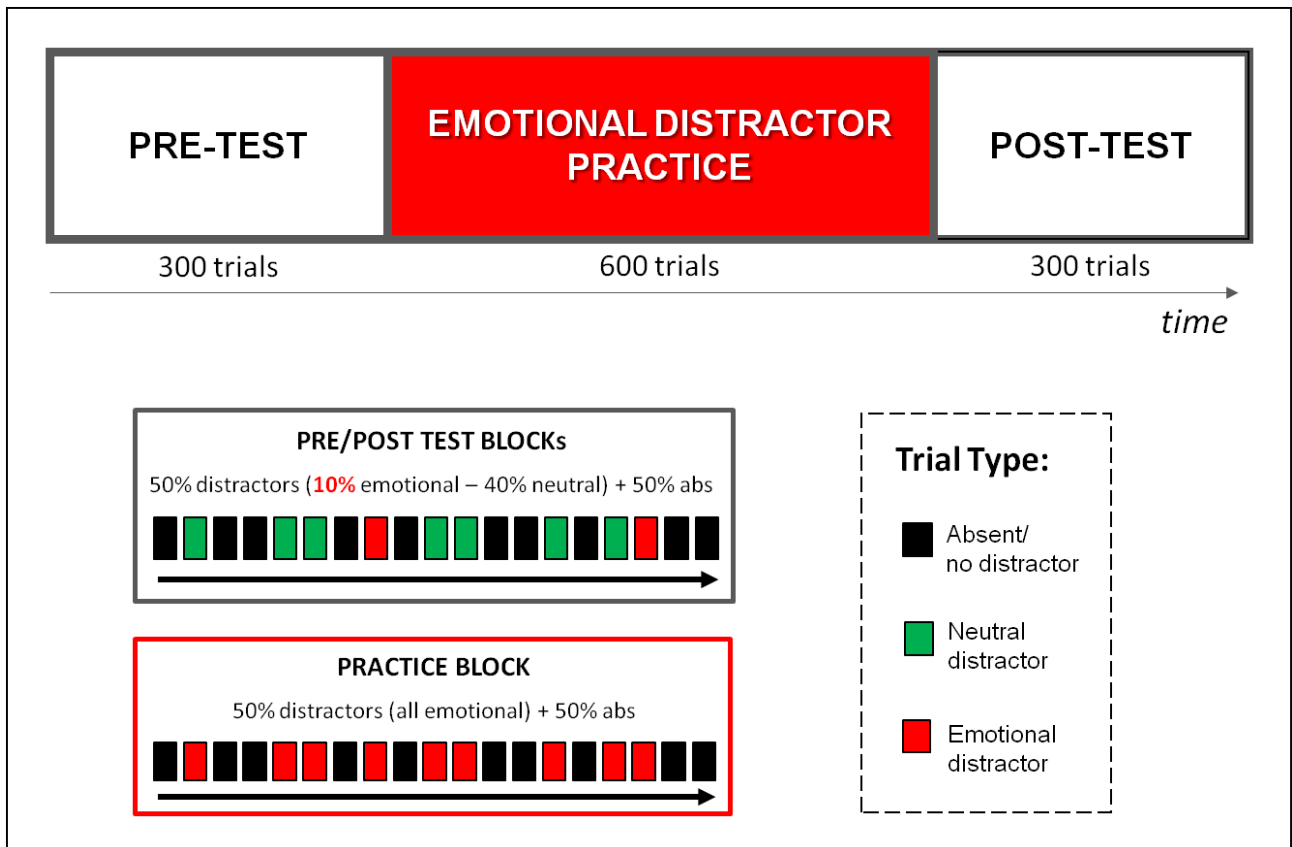 PRE-TEST
EMOTIONAL DISTRACTOR
PRACTICE
POST-TEST
300 trials
600 trials
300 trials
time
PRE/POST TEST BLOCKs
50% distractors (10% emotional – 40% neutral) + 50% abs
PRACTICE BLOCK
50% distractors (all emotional) + 50% abs
Trial Type:
Absent/
no distractor
Neutral
distractor
Emotional
distractor